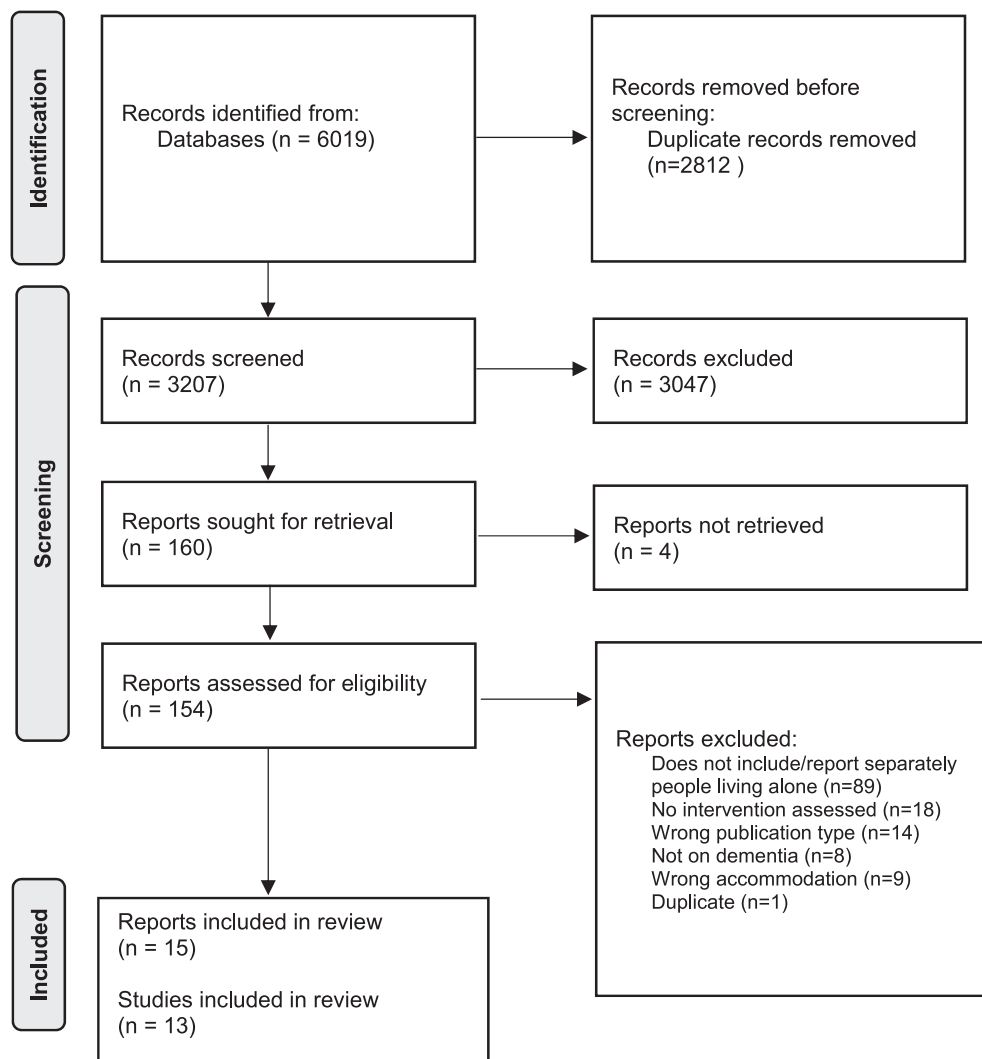 Identification
Records identified from:
Databases (n = 6019)
Records removed before
screening:
Duplicate records removed
(n=2812 )
Screening
Records screened
(n = 3207)
Records excluded
(n = 3047)
Reports sought for retrieval
(n = 160)
Reports not retrieved
(n = 4)
Reports assessed for eligibility
(n = 154)
Reports excluded:
Does not include/report separately
people living alone (n=89)
No intervention assessed (n=18)
Wrong publication type (n=14)
Not on dementia (n=8)
Wrong accommodation (n=9)
Duplicate (n=1)
Included
Reports included in review
(n = 15)
Studies included in review
(n = 13)